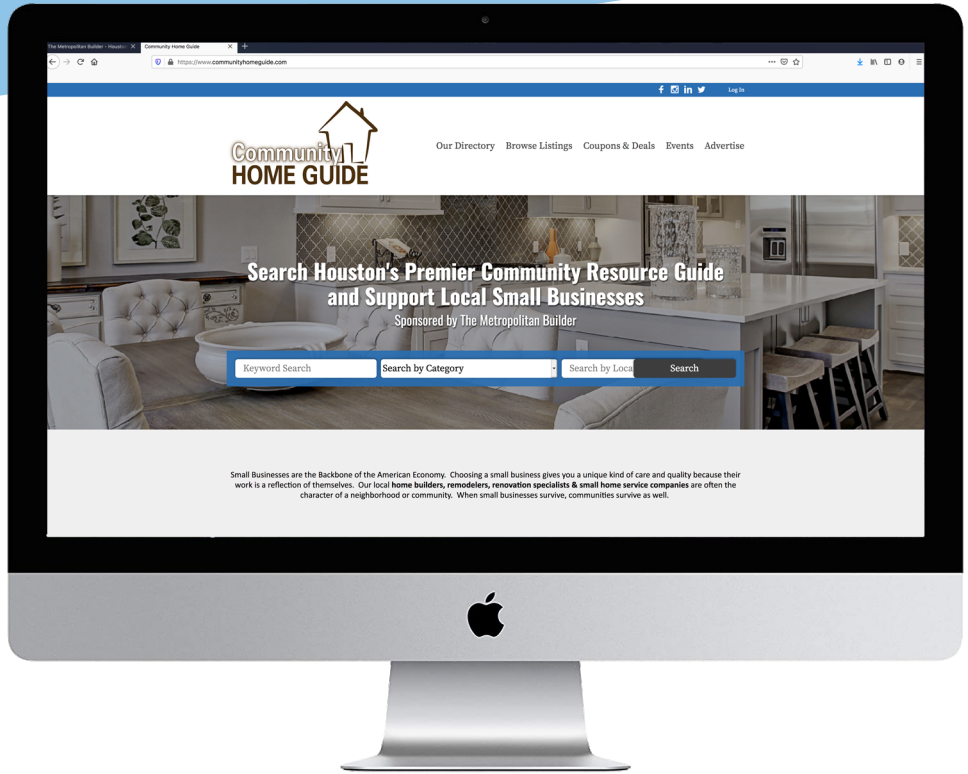 The Metropolitan Builder - Houston
Community Home Guide
https://www.communityhomeguide.com
Log In
Community
HOME GUIDE
Our Directory Browse Listings Coupons & Deals Events Advertise
Search Houston's Premier Community Resource Guide
and Support Local Small Businesses
Sponsored by The Metropolitan Builder
Keyword Search Search by Category Search by Loca Search
Small Businesses are the Backbone of the American Economy. Choosing a small business gives you a unique kind of care and quality because their
work is a reflection of themselves. Our local home builders, remodelers, renovation specialists & small home service companies are often the
character of a neighborhood or community. When small businesses survive, communities survive as well.